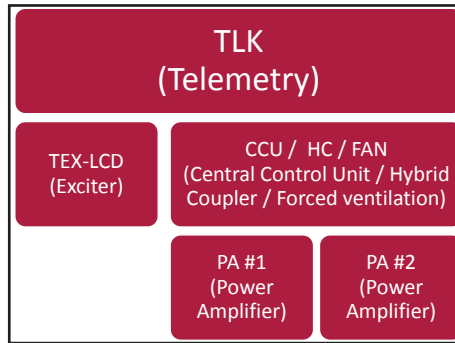 TLK
(Telemetry)
TEX-LCD
(Exciter)
CCU / HC / FAN
(Central Control Unit / Hybrid
Coupler / Forced ventilation)
PA #1
(Power
Amplifier)
PA #2
(Power
Amplifier)